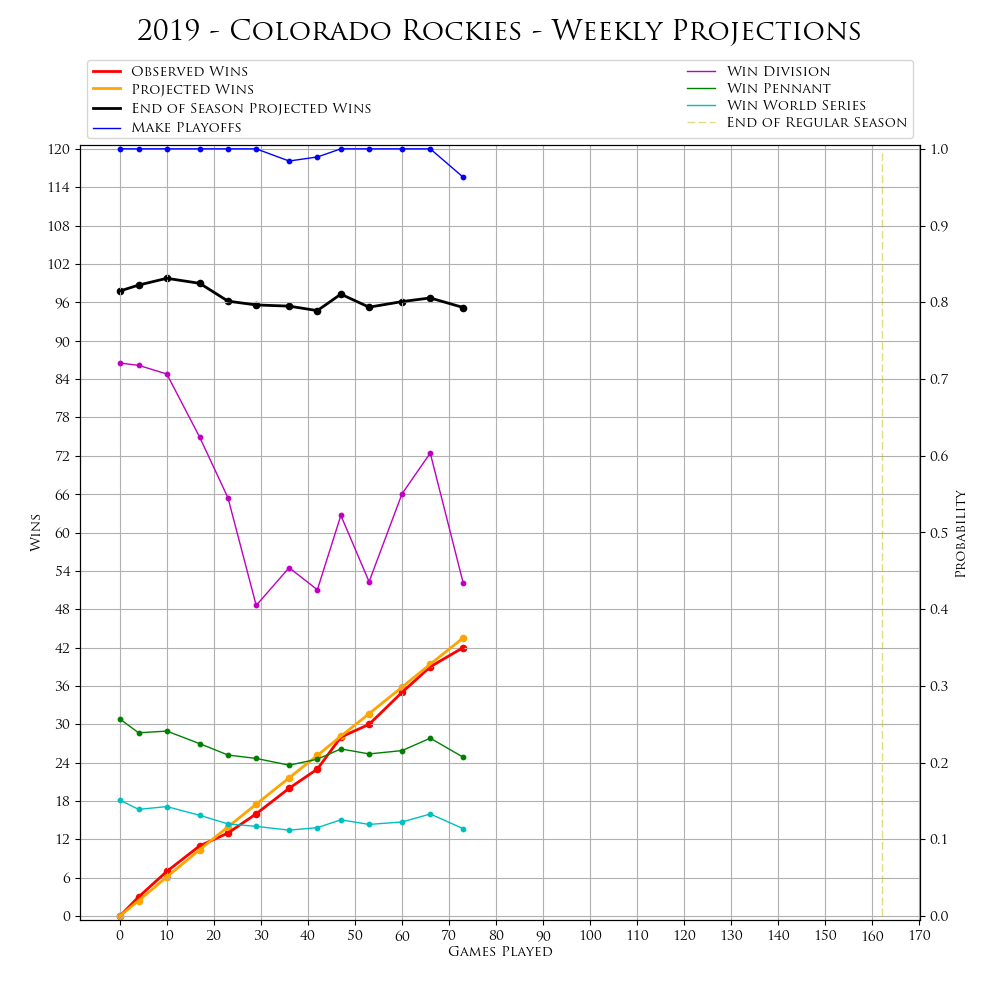 2019 - Colorado Rockies - Weekly Projections
Observed Wins
Projected Wins
End of Season Projected Wins
Make Playoffs
Win Division
Win Pennant
Win World Series
End of Regular Season
120
114
108
102
96
90
84
78
72
66
60
54
48
42
36
30
24
18
12
6
0
Wins
1.0
0.9
0.8
0.7
0.6
0.5
0.4
0.3
0.2
0.1
0.0
Probability
0 10 20 30 40 50 60 70 80 90 100 110 120 130 140 150 160 170
Games Played